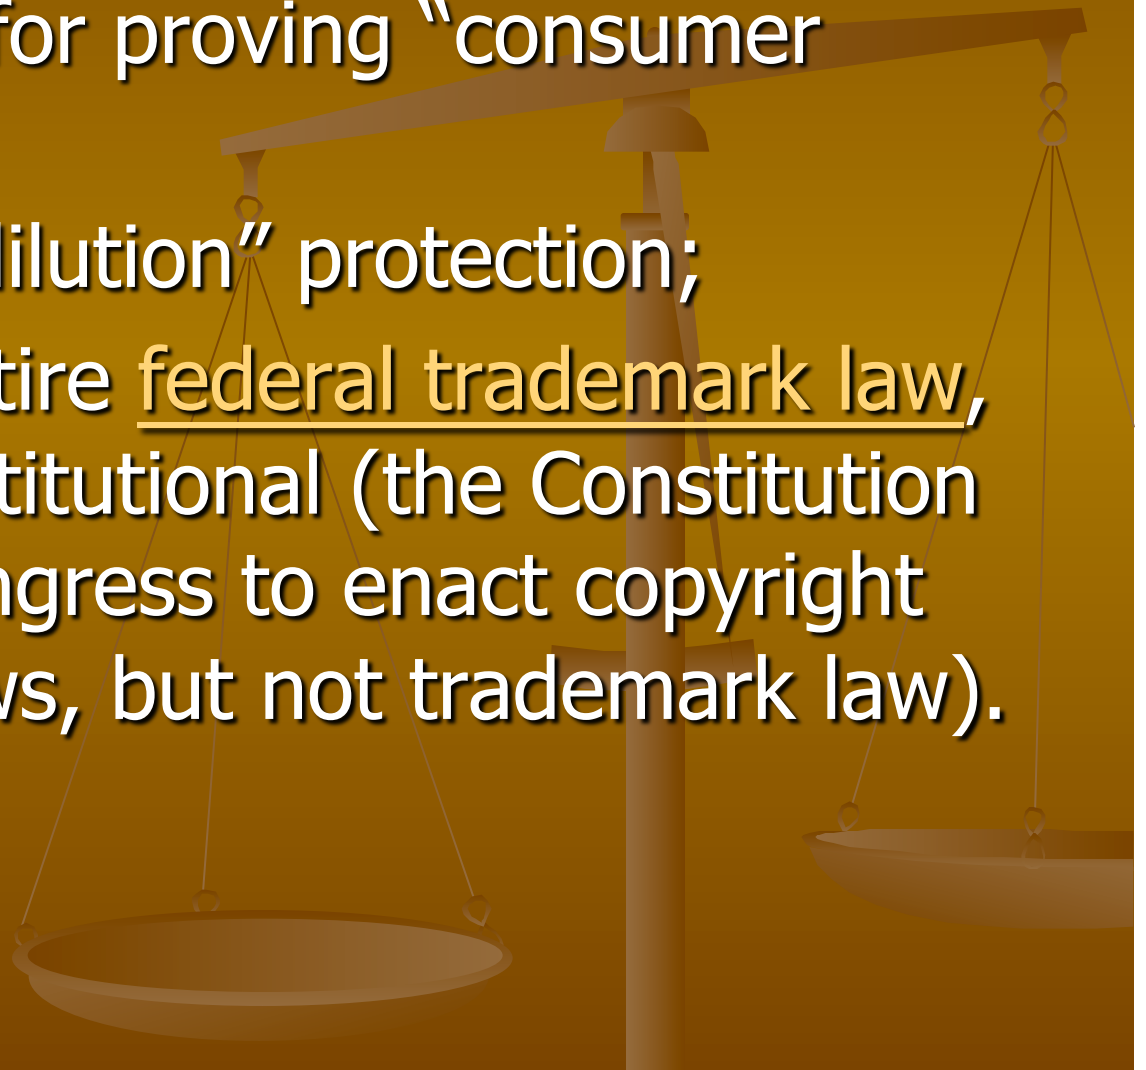 for proving “consumer
dilution” protection;
tire federal trademark law,
titutional (the Constitution
ngress to enact copyright
ws, but not trademark law).